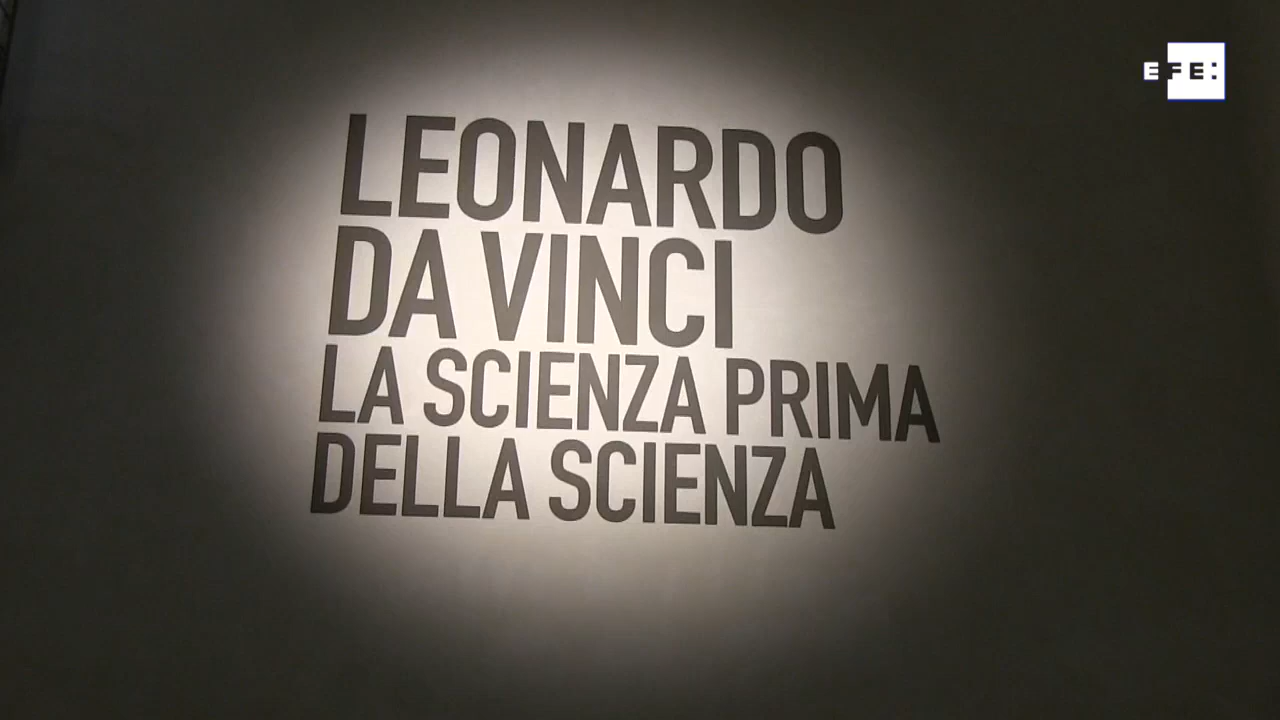 EFE:
LEONARDO
DA VINCI
LA SCIENZA PRIMA
DELLA SCIENZA